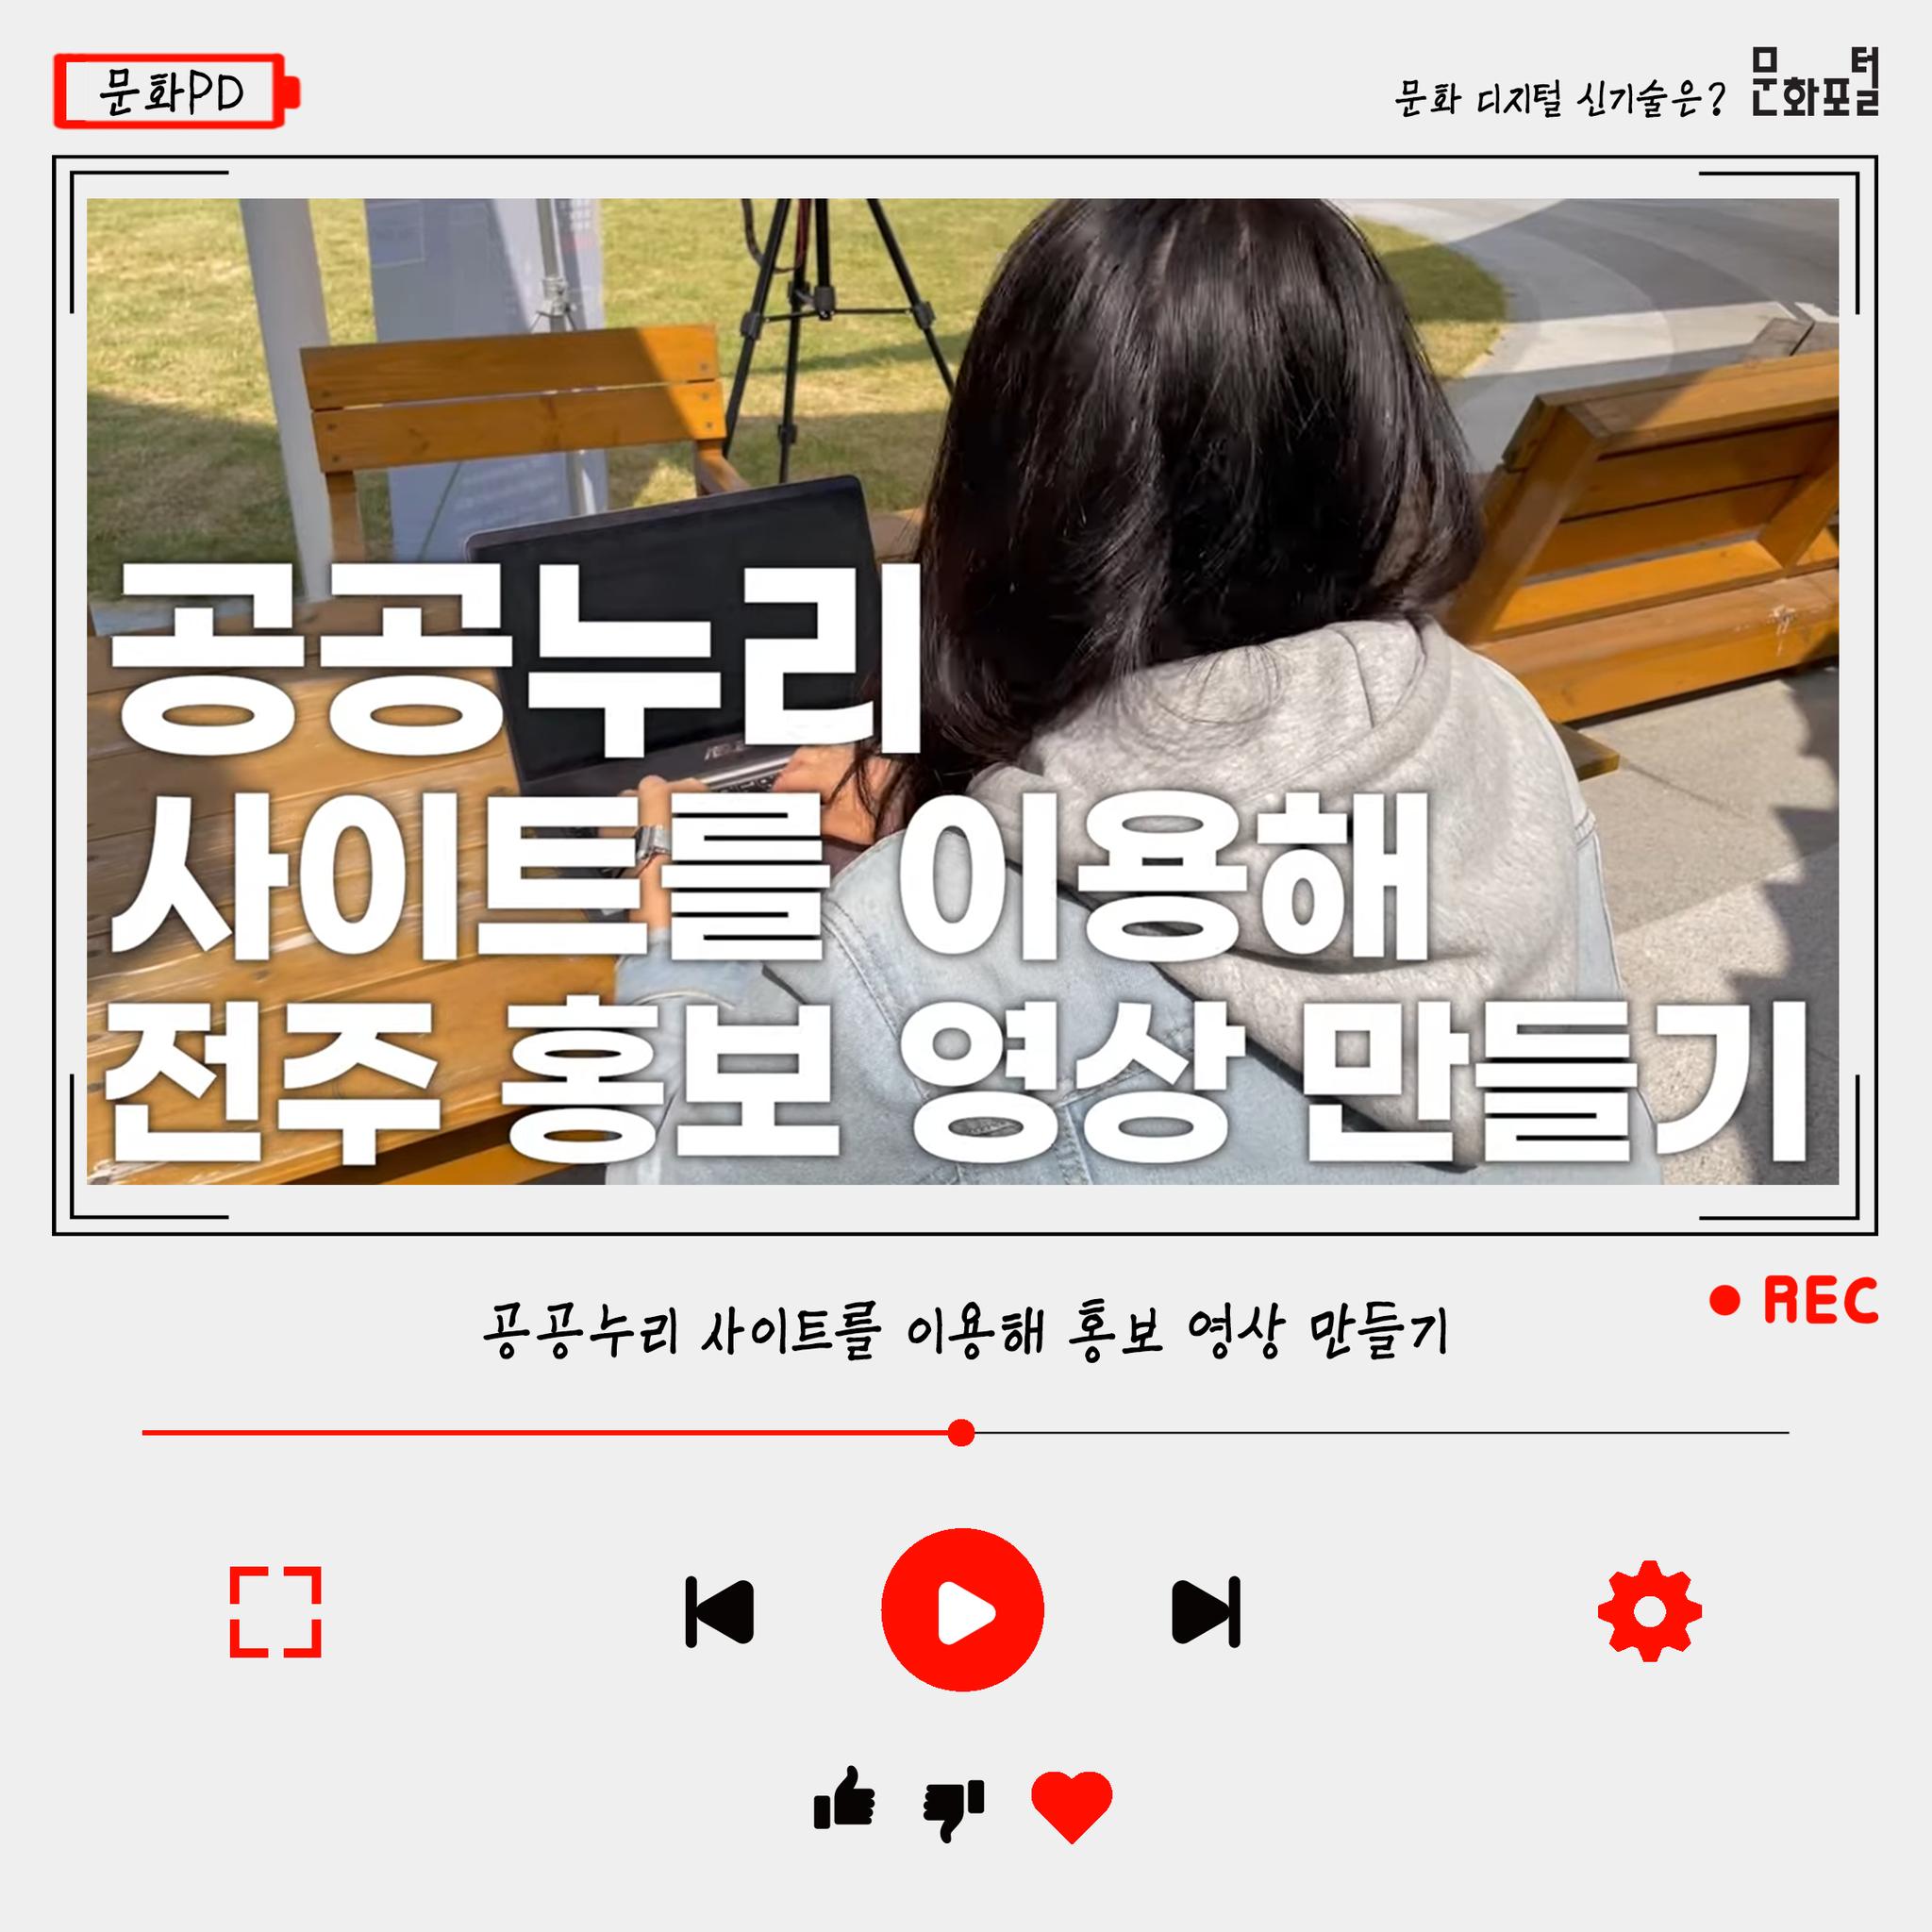 문화PD
문화 디지털 신기술은? 문화포털
공공누리
사이트를 이용해
전주 홍보 영상 만들기
REC
공공누리 사이트를 이용해 홍보 영상 만들기